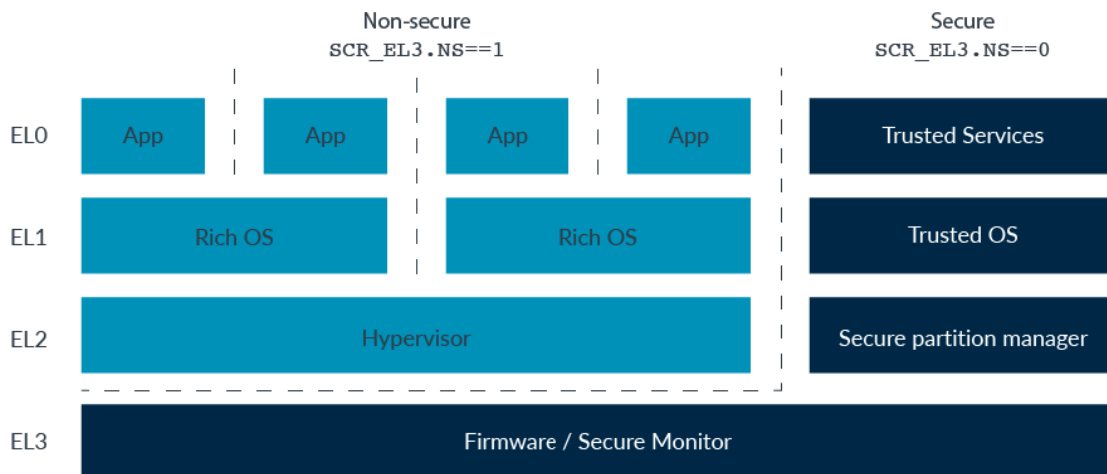 Non-secure
SCR_EL3.NS==1
Secure
SCR_EL3.NS==0
EL0
App
App
App
App
Trusted Services
EL1
Rich OS
Rich OS
Trusted OS
EL2
Hypervisor
Secure partition manager
EL3
Firmware / Secure Monitor